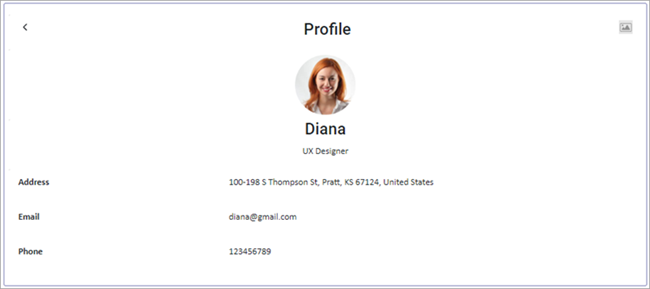 Profile
Diana
UX Designer
Address 100-198 S Thompson St, Pratt, KS 67124, United States
Email diana@gmail.com
Phone 123456789